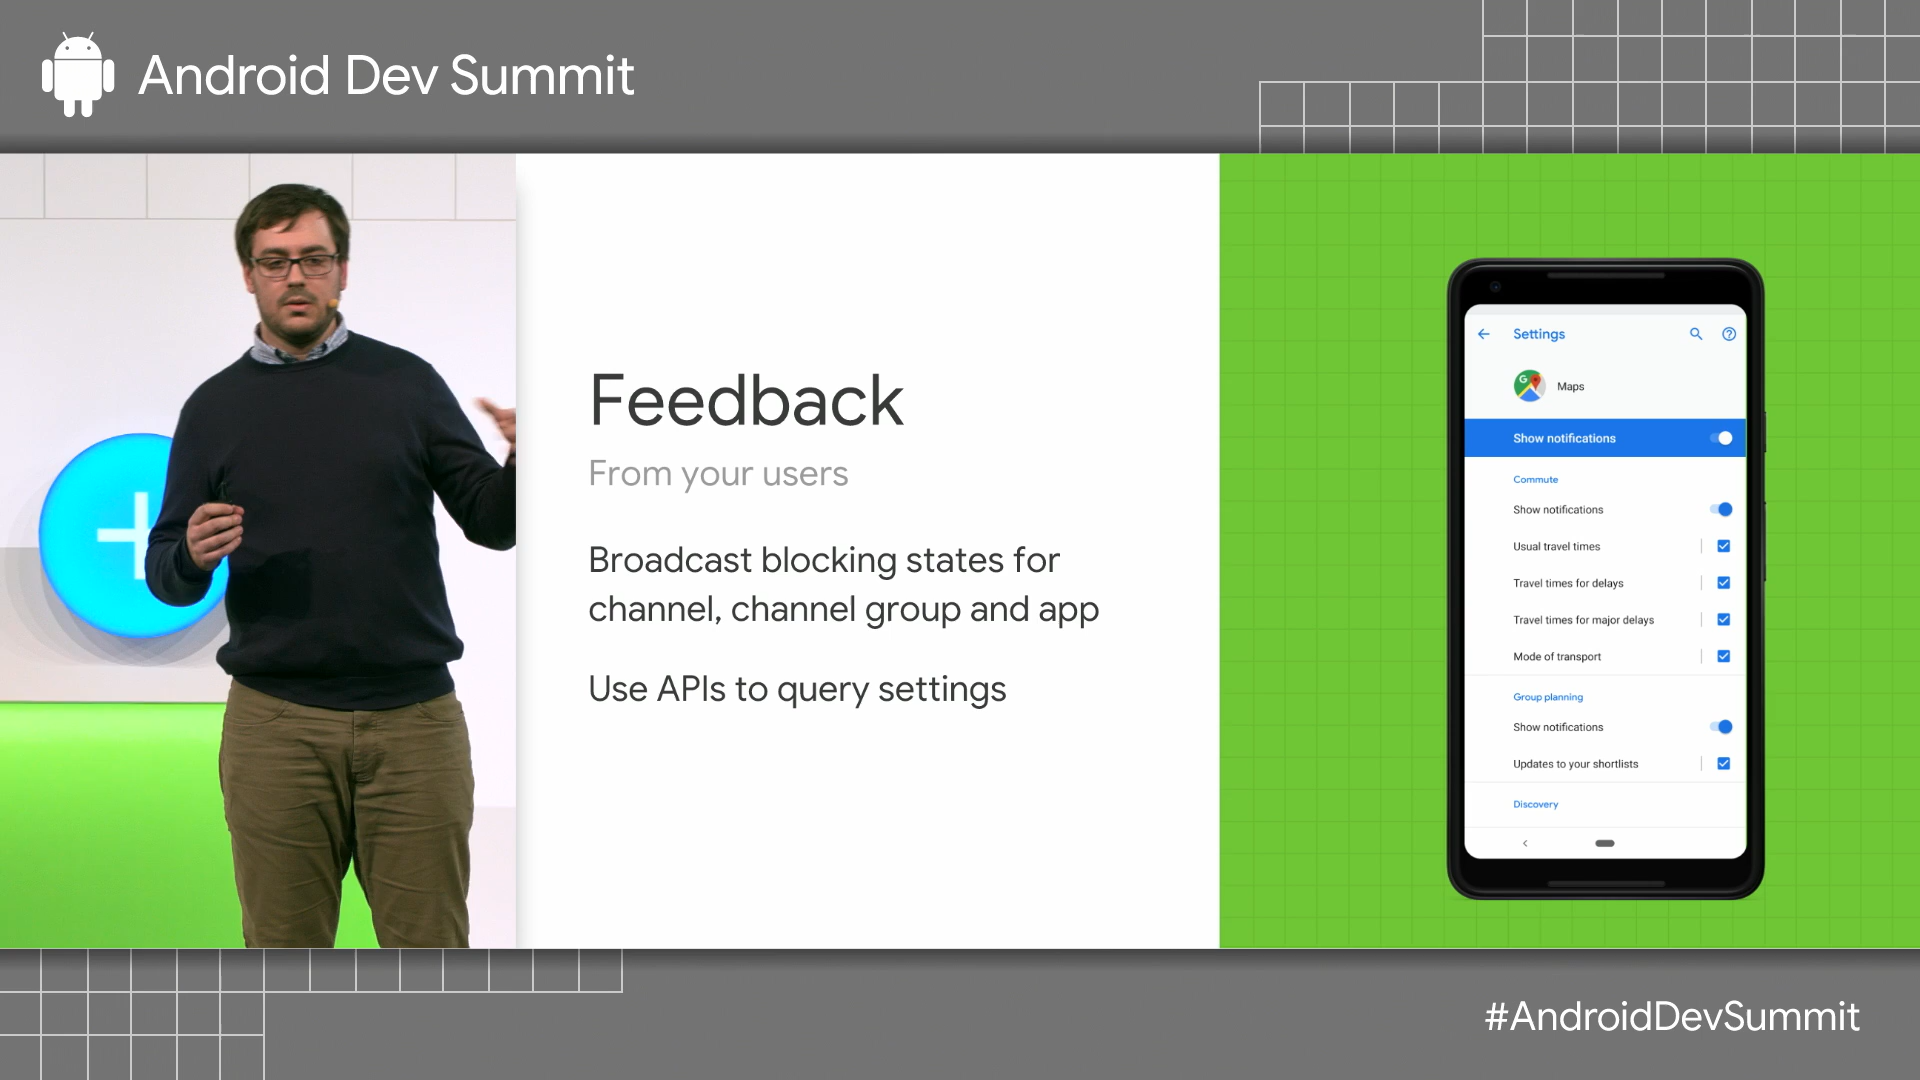 Android Dev Summit
Feedback
From your users
Broadcast blocking states for
channel, channel group and app
Use APIs to query settings
Settings
Maps
Show notifications
Commute
Show notifications
Usual travel times
Travel times for delays
Travel times for major delays
Mode of transport
Group planning
Show notifications
Updates to your shortlists
Discovery
#AndroidDevSummit